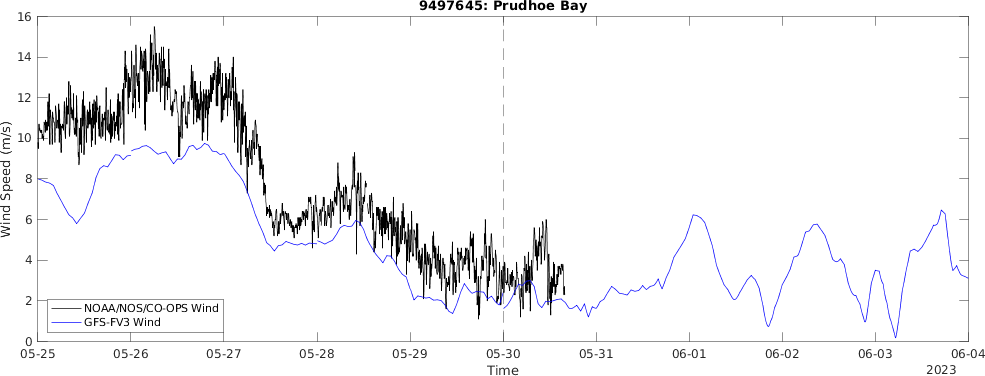 9497645: Prudhoe Bay
Wind Speed (m/s)
16
14
12
10
8
6
4
2
0
NOAA/NOS/CO-OPS Wind
GFS-FV3 Wind
05-25 05-26 05-27 05-28 05-29 05-30 05-31 06-01 06-02 06-03 06-04
Time
2023